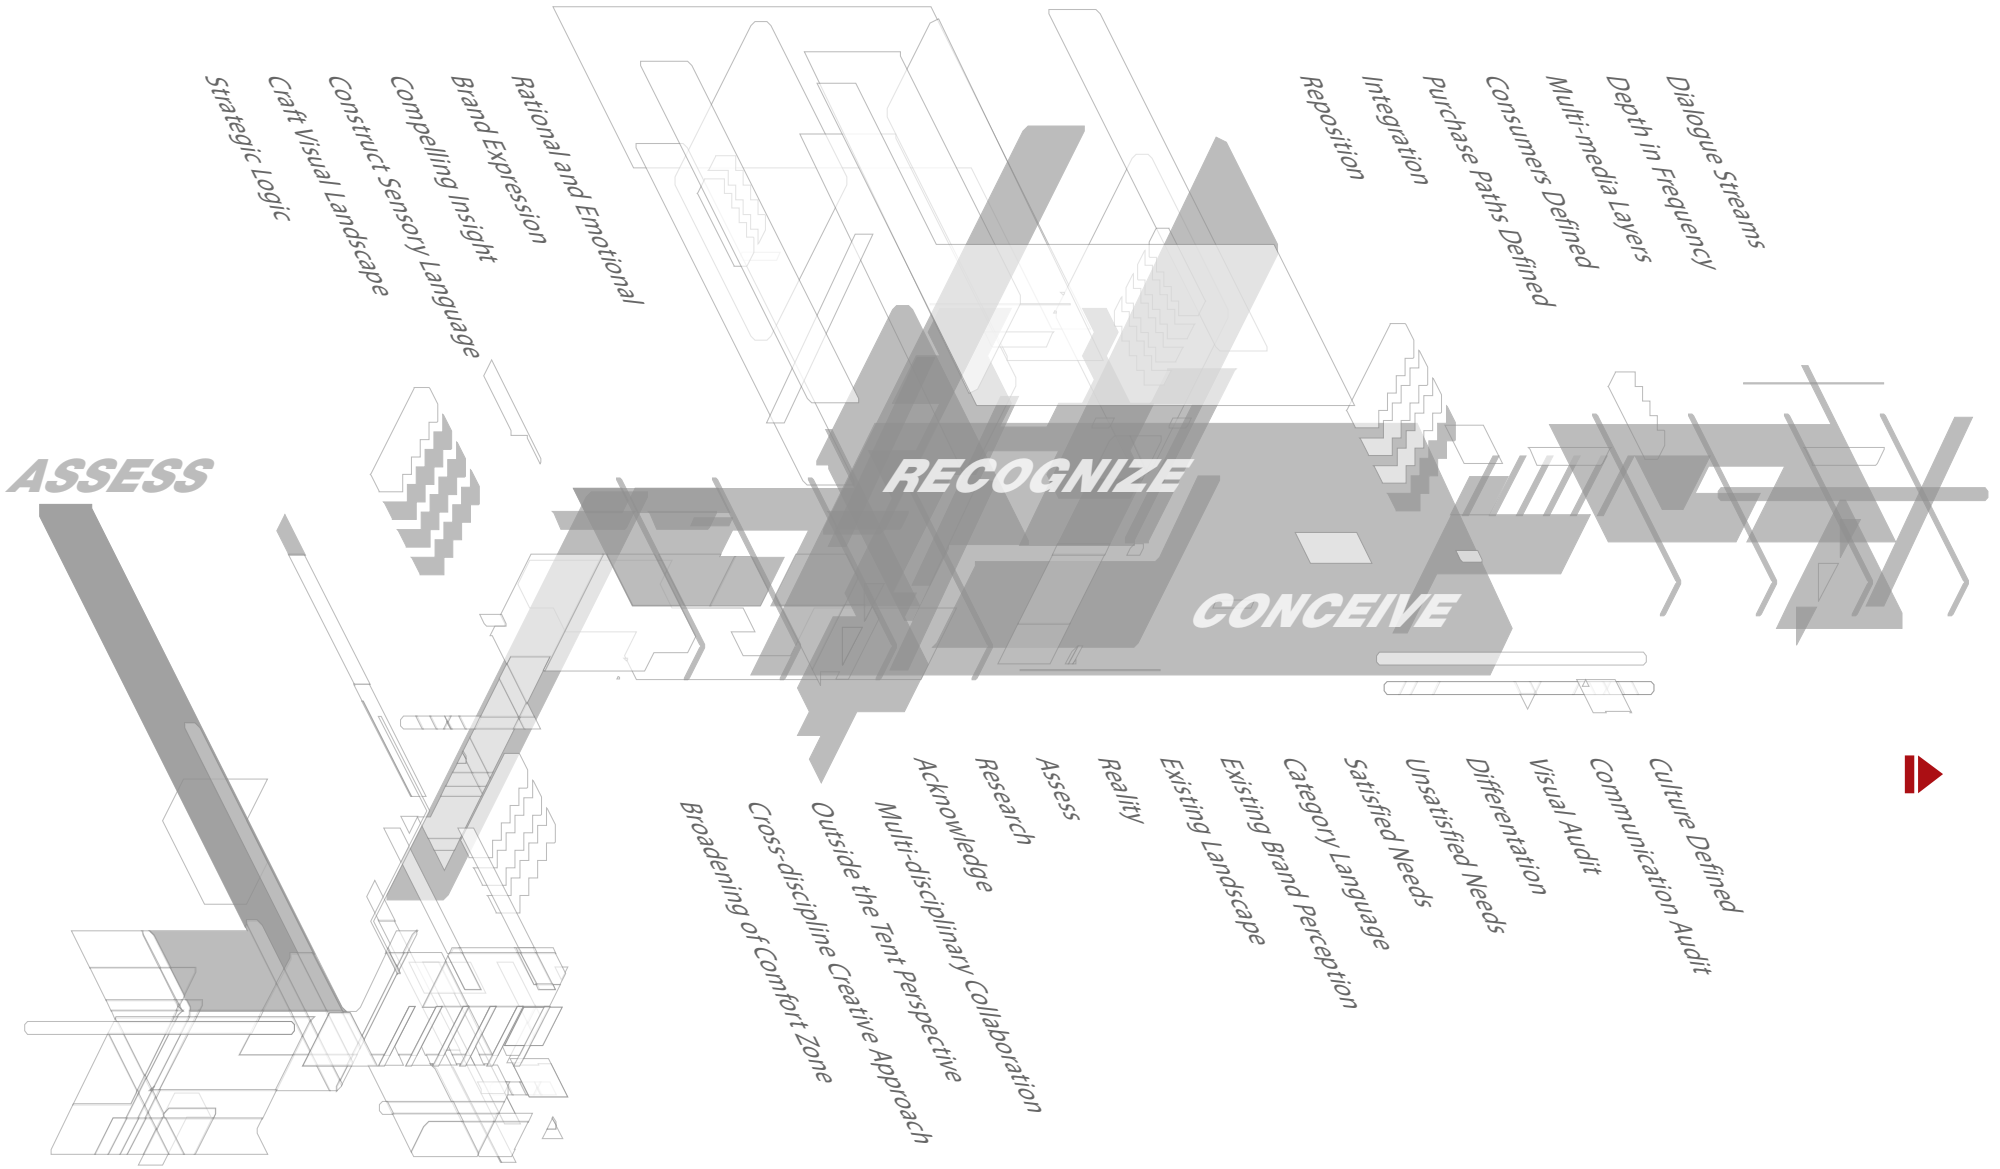 Strategic Logic
Craft Visual Landscape
Construct Sensory Language
Compelling Insight
Brand Expression
Rational and Emotional
Reposition
Integration
Purchase Paths Defined
Consumers Defined
Multi-media Layers
Depth in Frequency
Dialogue Streams
ASSESS
RECOGNIZE
CONCEIVE
Broadening of Comfort Zone
Cross-discipline Creative Approach
Outside the Tent Perspective
Multi-disciplinary Collaboration
Acknowledge
Research
Assess
Reality
Existing Landscape
Existing Brand Perception
Category Language
Satisfied Needs
Unsatisfied Needs
Differentation
Visual Audit
Communication Audit
Culture Defined